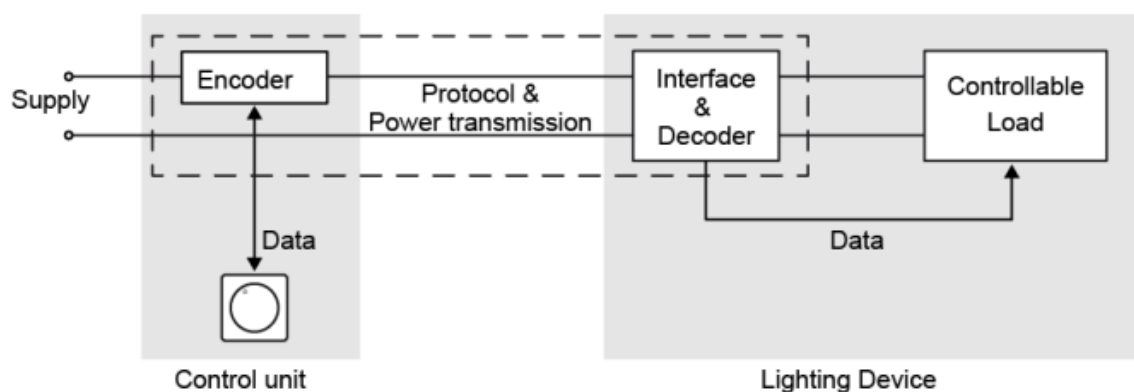 Encoder
Supply
Protocol &
Power transmission
Interface
&
Decoder
Controllable
Load
Data
Data
Control unit
Lighting Device